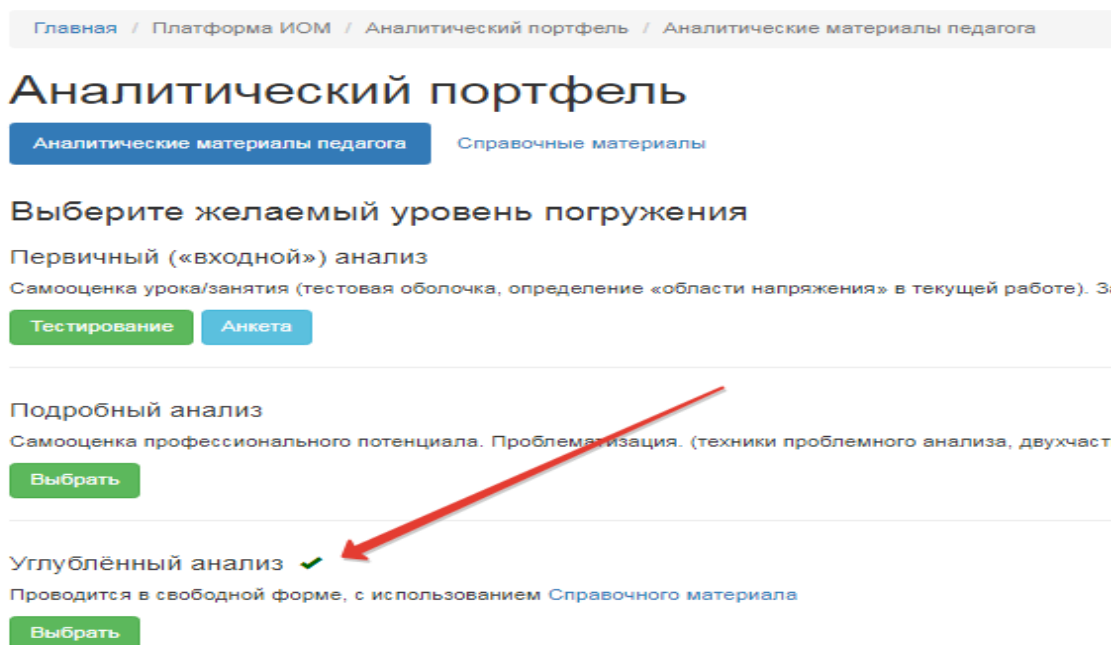 Главная / Платформа ИОМ / Аналитический портфель / Аналитические материалы педагога
Аналитический портфель
Аналитические материалы педагога Справочные материалы
Выберите желаемый уровень погружения
Первичный («входной») анализ
Самооценка урока/занятия (тестовая оболочка, определение «области напряжения» в текущей работе). За
Тестирование Анкета
Подробный анализ
Самооценка профессионального потенциала. Проблематизация. (техники проблемного анализа, двухчаст
Выбрать
Углублённый анализ
Проводится в свободной форме, с использованием Справочного материала
Выбрать